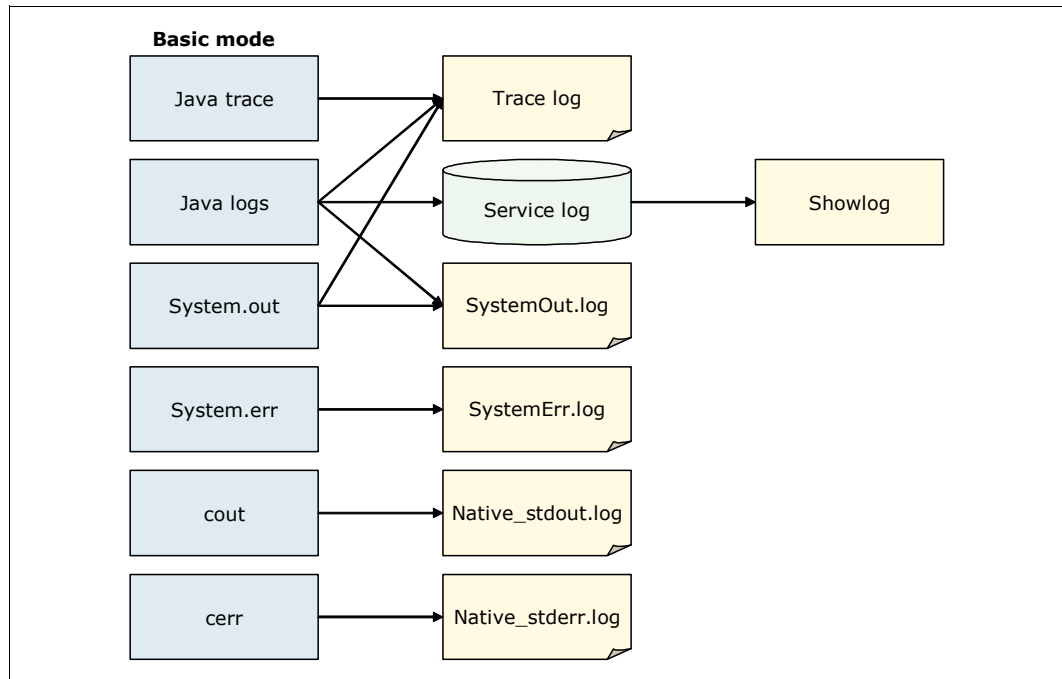 Basic mode
Java trace
Trace log
Java logs
Service log
Showlog
System.out
SystemOut.log
System.err
SystemErr.log
cout
Native_stdout.log
cerr
Native_stderr.log